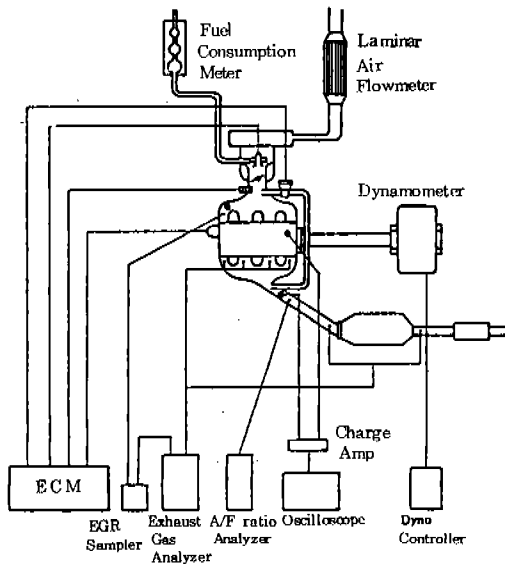 Fuel
Consumption
Meter
Laminar
Air
Flowmeter
Dynamometer
Charge
Amp
ECM
EGR
Sampler
Exhaust
Gas
Analyzer
A/F ratio
Analyzer
Oscilloscope
Dyno
Controller